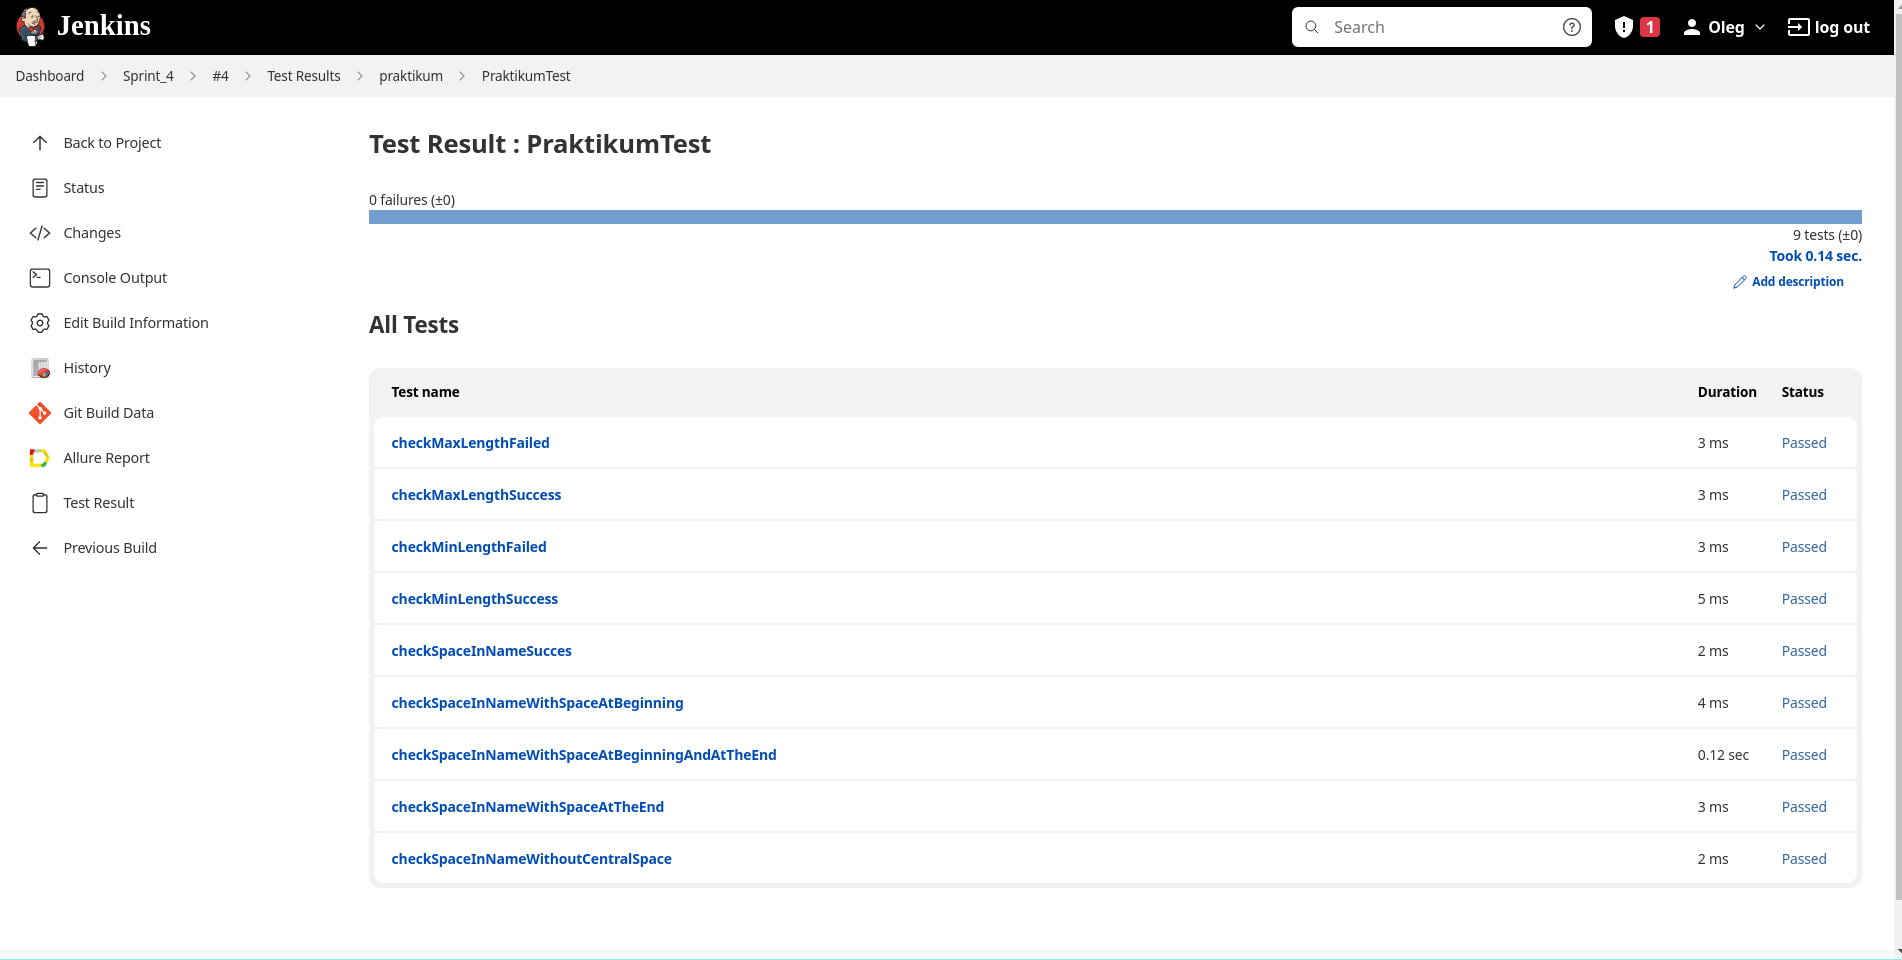 Jenkins
Search
1
Oleg
log out
Dashboard
Sprint_4
#4
Test Results
praktikum
PraktikumTest
Back to Project
Status
Changes
Console Output
Edit Build Information
History
Git Build Data
Allure Report
Test Result
Previous Build
Test Result : PraktikumTest
0 failures (±0)
9 tests (±0)
Took 0.14 sec.
Add description
All Tests
Test name Duration Status
checkMaxLengthFailed 3 ms Passed
checkMaxLengthSuccess 3 ms Passed
checkMinLengthFailed 3 ms Passed
checkMinLengthSuccess 5 ms Passed
checkSpaceInNameSucces 2 ms Passed
checkSpaceInNameWithSpaceAtBeginning 4 ms Passed
checkSpaceInNameWithSpaceAtBeginningAndAtTheEnd 0.12 sec Passed
checkSpaceInNameWithSpaceAtTheEnd 3 ms Passed
checkSpaceInNameWithoutCentralSpace 2 ms Passed